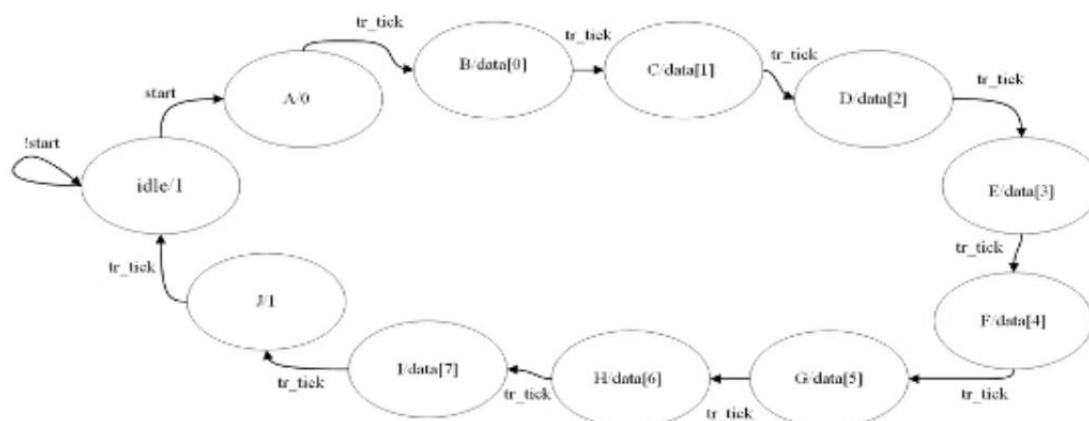 tr_tick
B/data[0]
tr_tick
C/data[1]
tr_tick
D/data[2]
tr_tick
start
A/0
!start
idle/1
E/data[3]
tr_tick
tr_tick
J/1
F/data[4]
I/data[7]
H/data[6]
G/data[5]
tr_tick
tr_tick
tr_tick
tr_tick